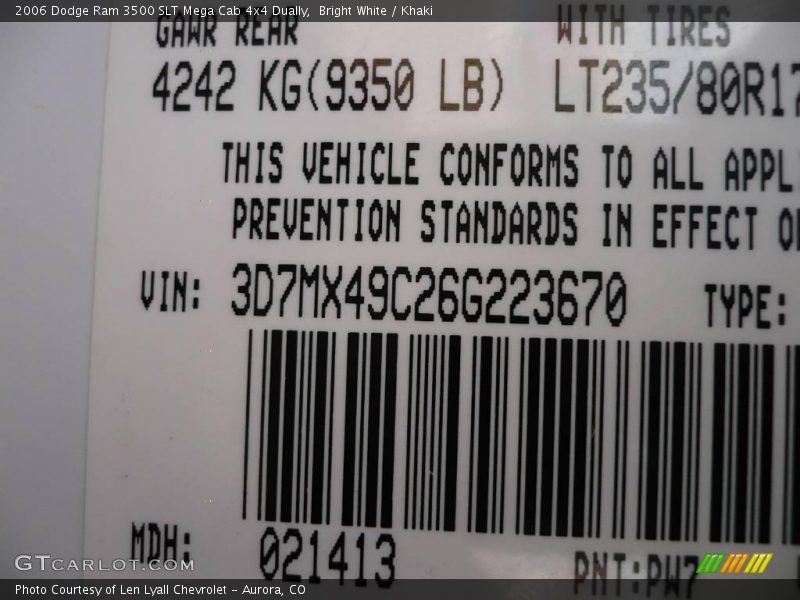 2006 Dodge Ram 3500 SLT Mega Cab 4x4 Dually,  Bright White / Khaki
GAWR REAR WITH TIRES
4242 KG(9350 LB) LT235/80R17
THIS VEHICLE CONFORMS TO ALL APPL
PREVENTION STANDARDS IN EFFECT O
VIN: 3D7MX49C26G223670 TYPE:
MDH: 021413 PNT:PW7
GTCARLOT.COM
Photo Courtesy of Len Lyall Chevrolet - Aurora, CO